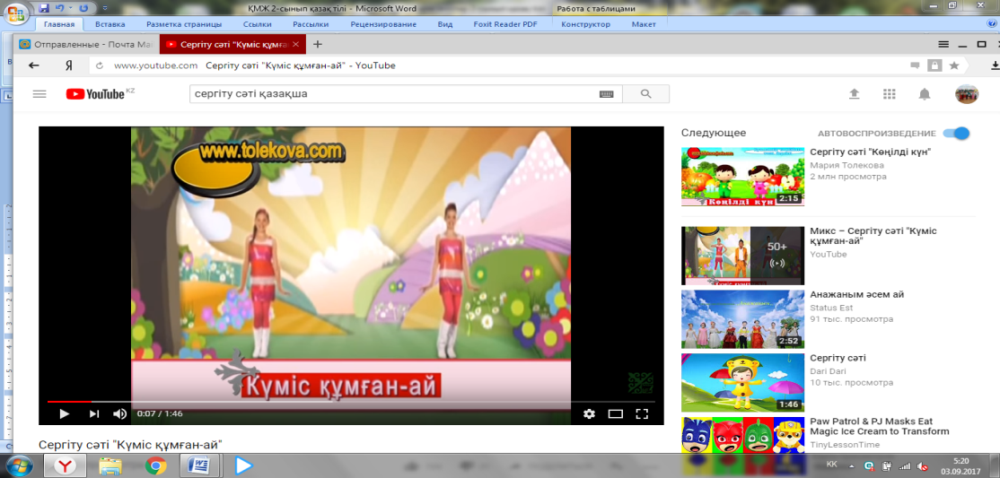 ҚМЖ 2-сынып қазақ тілі - Microsoft Word
Работа с таблицами
Главная Вставка Разметка страницы Ссылки Рассылки Рецензирование Вид Foxit Reader PDF Конструктор Макет
Отправленные - Почта Ma
Сергіту сәті "Күміс құмға
www.youtube.com Сергіту сәті "Күміс құмған-ай" - YouTube
YouTube KZ
сергіту сәті қазақша
www.tolekova.com
Күміс құмған-ай
0:07 / 1:46
Сергіту сәті "Күміс құмған-ай"
Следующее
АВТОВОСПРОИЗВЕДЕНИЕ
Көңілді күн
2:15
Сергіту сәті "Көңілді күн"
Мария Толекова
2 млн просмотра
50+
Микс – Сергіту сәті "Күміс
құмған-ай"
YouTube
2:52
Анажаным әсем ай
Status Est
91 тыс. просмотра
1:46
Сергіту сәті
Dari Dari
10 тыс. просмотра
Paw Patrol & PJ Masks Eat
Magic Ice Cream to Transform
TinyLessonTime
KK
5:20
03.09.2017